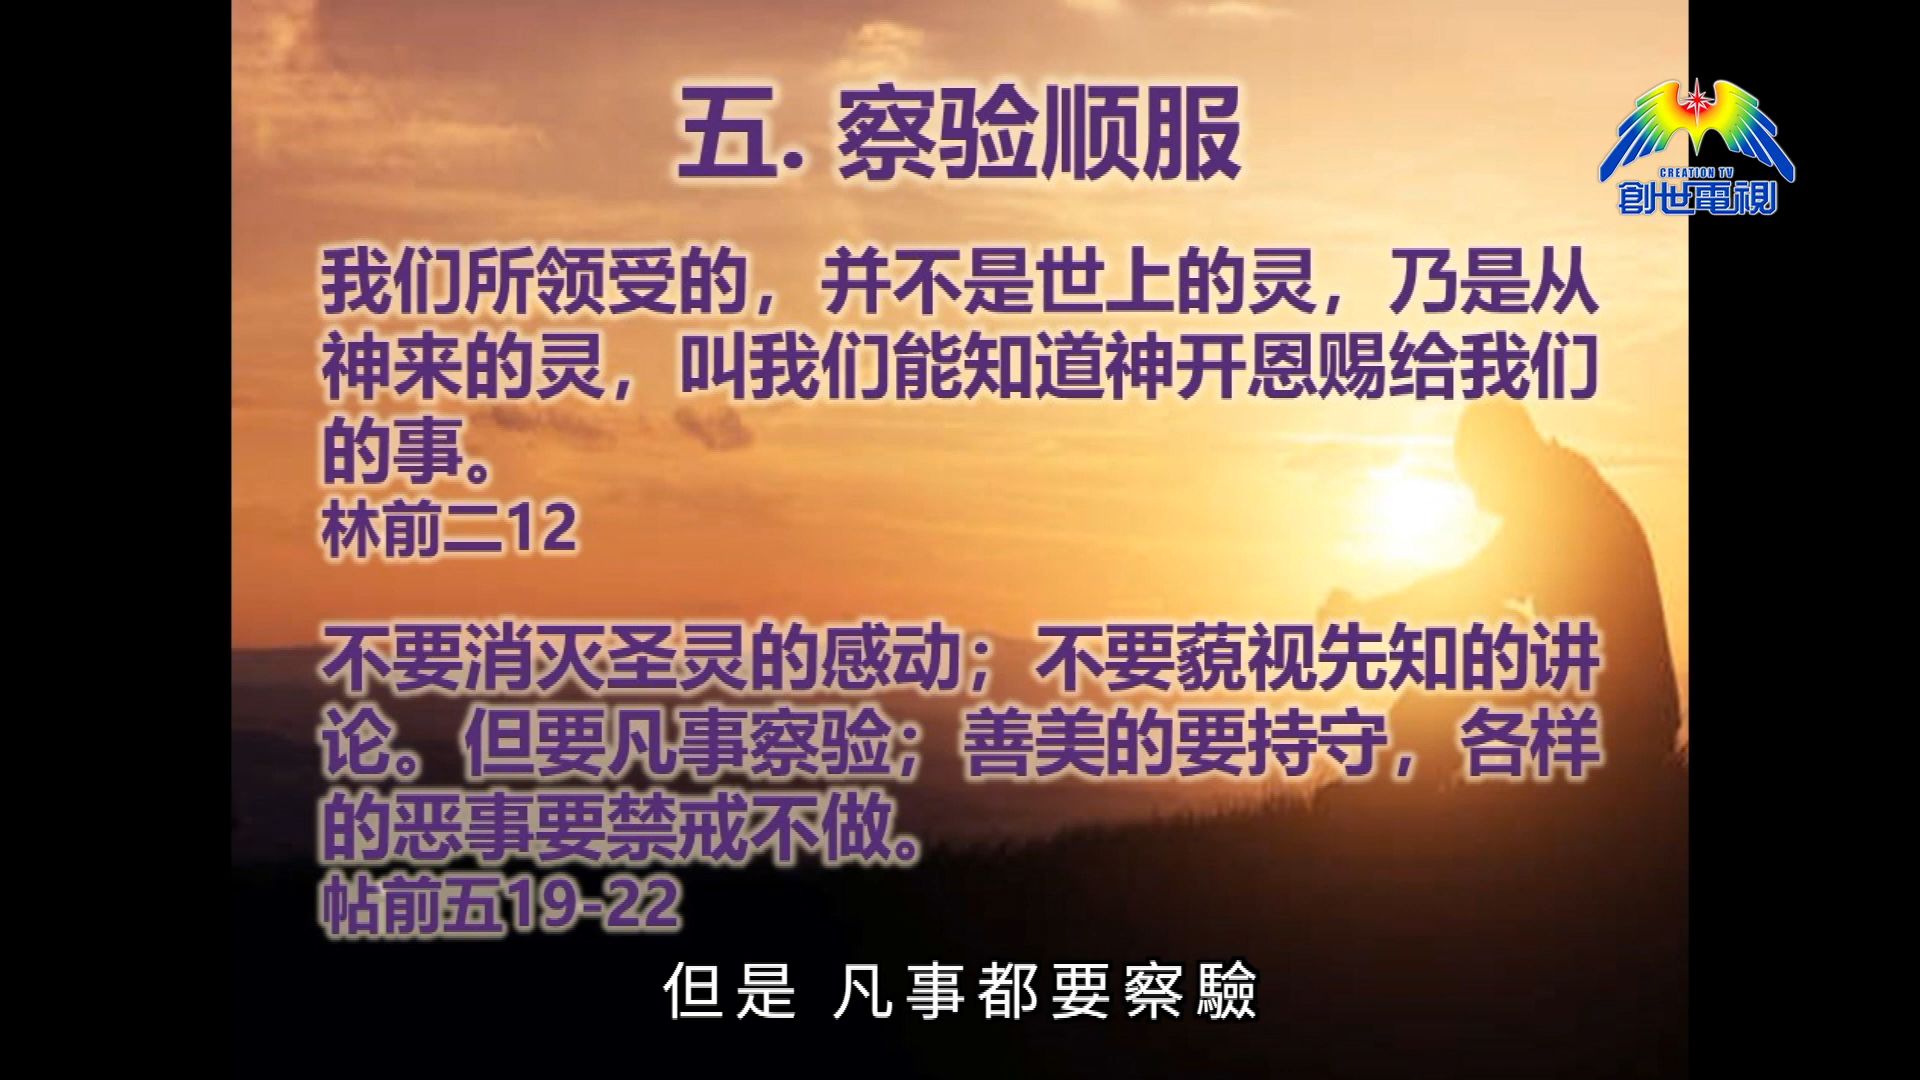 五. 察验顺服
CREATION TV
創世電視
我们所领受的，并不是世上的灵，乃是从
神来的灵，叫我们能知道神开恩赐给我们
的事。
林前二12
不要消灭圣灵的感动；不要藐视先知的讲
论。但要凡事察验；善美的要持守，各样
的恶事要禁戒不做。
帖前五19-22
但是 凡事都要察驗